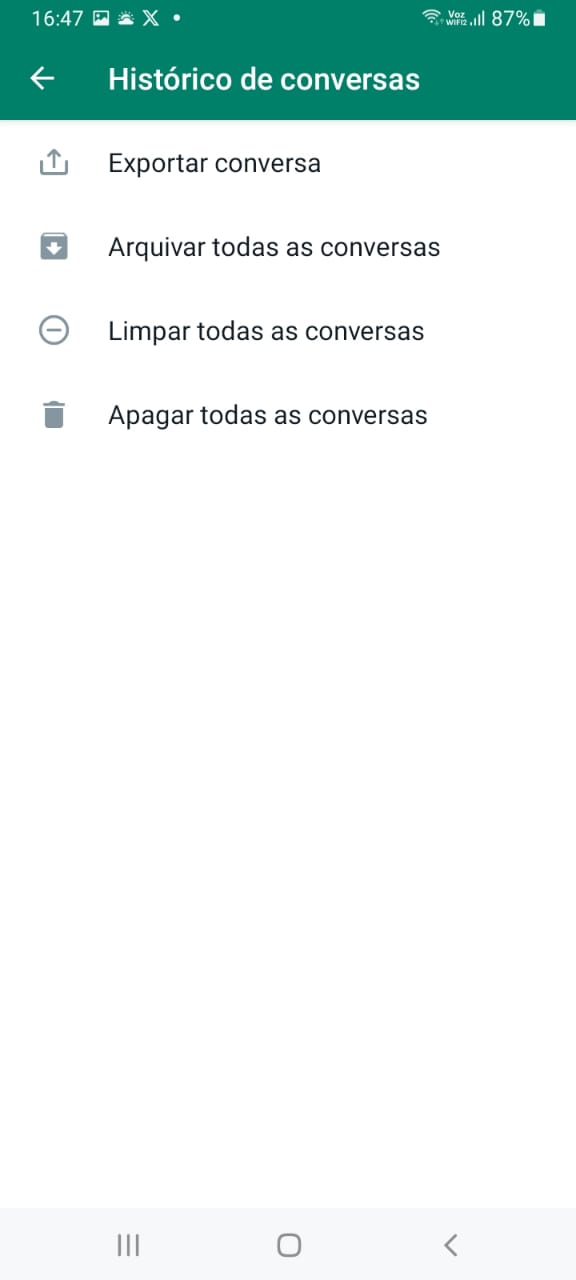 16:47
Voz
WiFi2
87%
Histórico de conversas
Exportar conversa
Arquivar todas as conversas
Limpar todas as conversas
Apagar todas as conversas